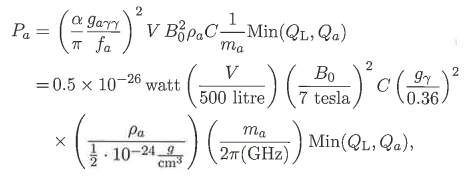 P_a = \left( \frac{\alpha}{\pi} \frac{g_{a\gamma\gamma}}{f_a} \right)^2 V B_0^2 \rho_a C \frac{1}{m_a} \text{Min}(Q_L, Q_a)
= 0.5 \times 10^{-26} \text{watt} \left( \frac{V}{500 \text{ litre}} \right) \left( \frac{B_0}{7 \text{ tesla}} \right)^2 C \left( \frac{g_\gamma}{0.36} \right)^2
\times \left( \frac{\rho_a}{\frac{1}{2} \cdot 10^{-24} \frac{g}{\text{cm}^3}} \right) \left( \frac{m_a}{2\pi(\text{GHz})} \right) \text{Min}(Q_L, Q_a),